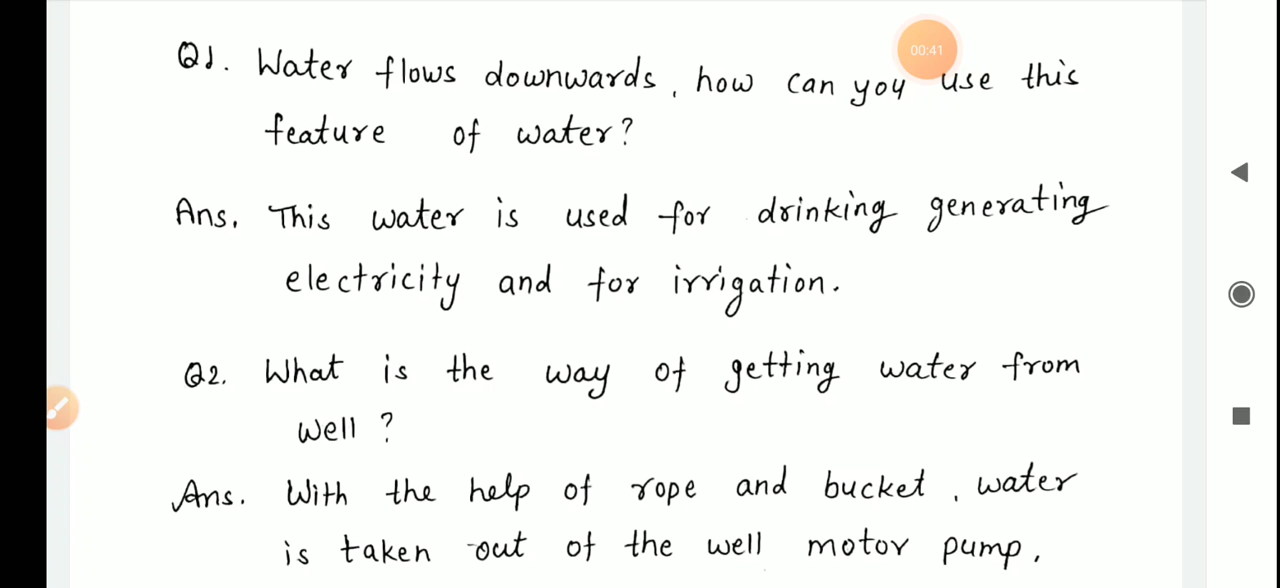 00:41
Q1. Water flows downwards, how can you use this
feature of water?
Ans. This water is used for drinking generating
electricity and for irrigation.
Q2. What is the way of getting water from
well ?
Ans. With the help of rope and bucket, water
is taken out of the well motor pump.